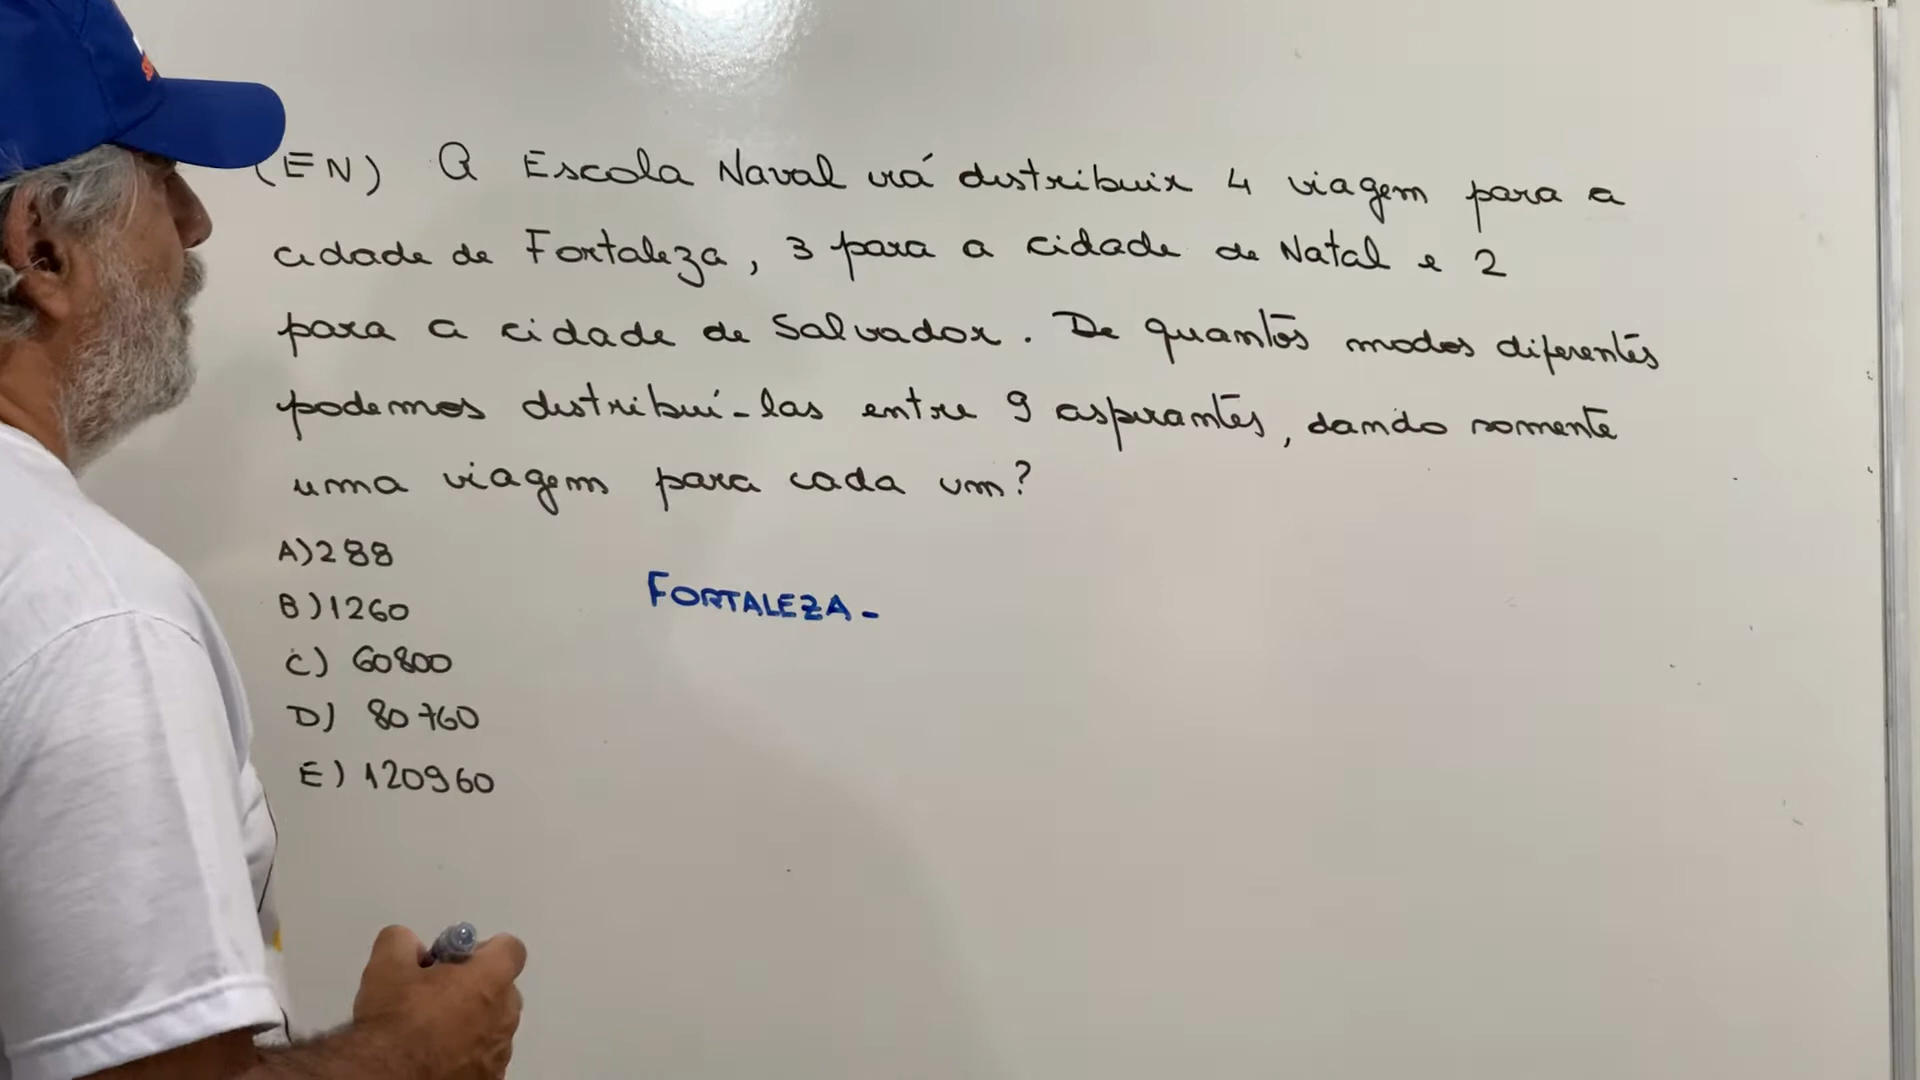 (EN) A Escola Naval irá distribuir 4 viagem para a
cidade de Fortaleza, 3 para a cidade de Natal e 2
para a cidade de Salvador. De quantos modos diferentes
podemos distribuí-las entre 9 aspirantes, dando somente
uma viagem para cada um?
A) 288
B) 1260
C) 60800
D) 80760
E) 120960
FORTALEZA -